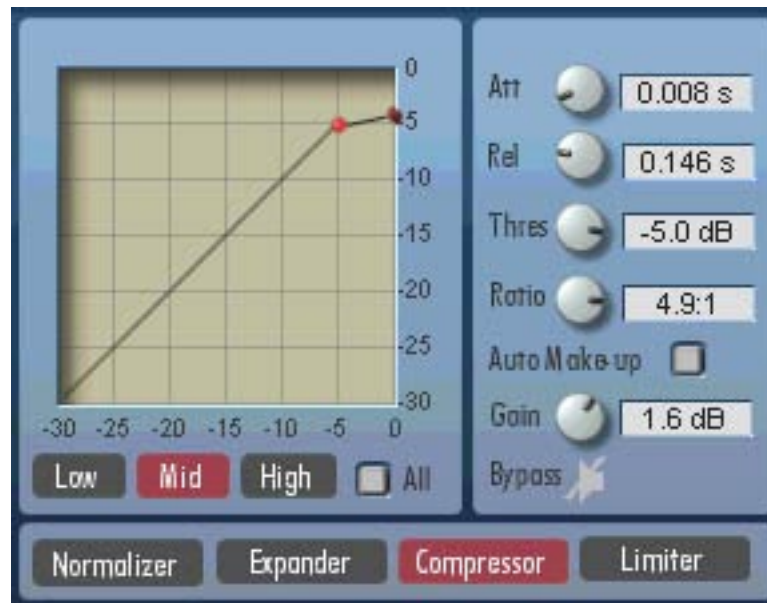 0
-5
-10
-15
-20
-25
-30
-30 -25 -20 -15 -10 -5 0
Low Mid High All
Att 0.008 s
Rel 0.146 s
Thres -5.0 dB
Ratio 4.9:1
Auto Make-up
Gain 1.6 dB
Bypass
Normalizer Expander Compressor Limiter